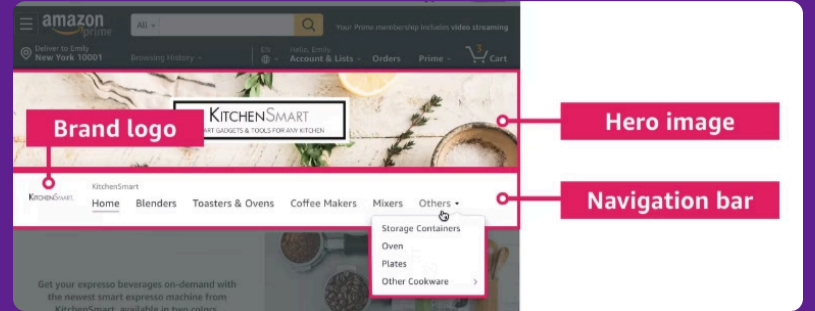 amazon
prime
All
Your Prime membership includes video streaming
Deliver to Emily
New York 10001
Browsing History
EN
Hello, Emily
Account & Lists
Orders
Prime
3
Cart
KITCHENSMART
ART GADGETS & TOOLS FOR ANY KITCHEN
Brand logo
Hero image
KITCHENSMART
KitchenSmart
Home Blenders Toasters & Ovens Coffee Makers Mixers Others
Navigation bar
Storage Containers
Oven
Plates
Other Cookware
Get your expresso beverages on-demand with
the newest smart expresso machine from
KitchenSmart, available in two colors